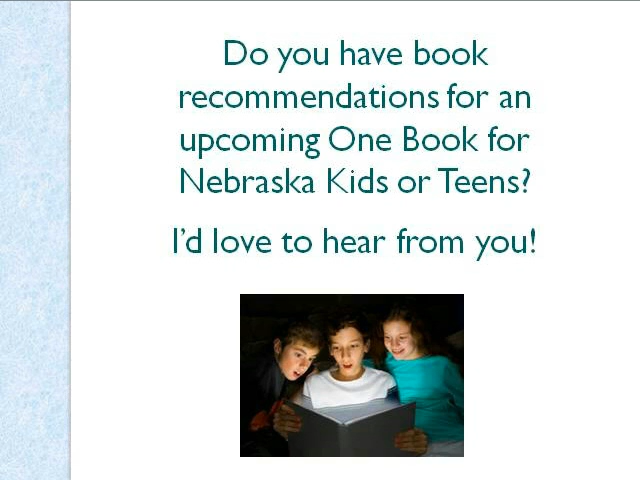 Do you have book
recommendations for an
upcoming One Book for
Nebraska Kids or Teens?
I’d love to hear from you!